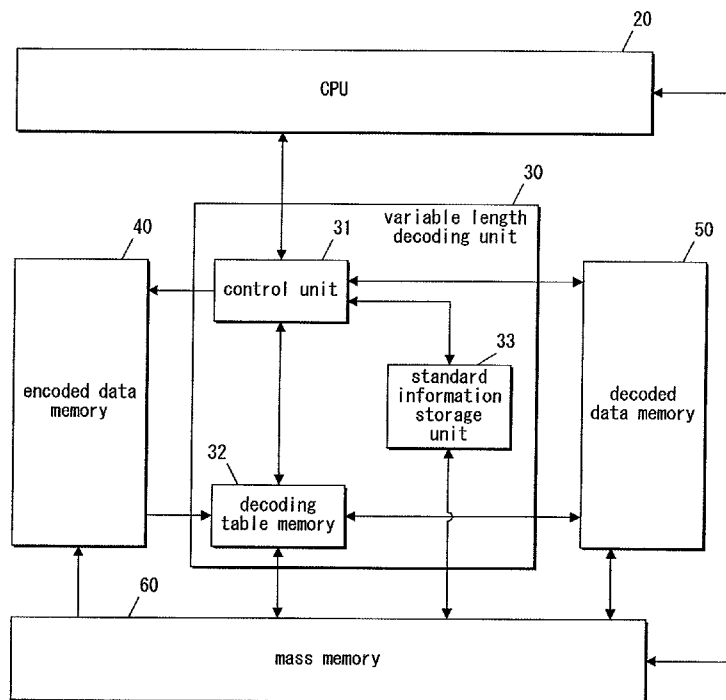 20
CPU
30
variable length
decoding unit
40
31
50
control unit
33
encoded data
memory
standard
information
storage
unit
decoded
data memory
32
decoding
table memory
60
mass memory